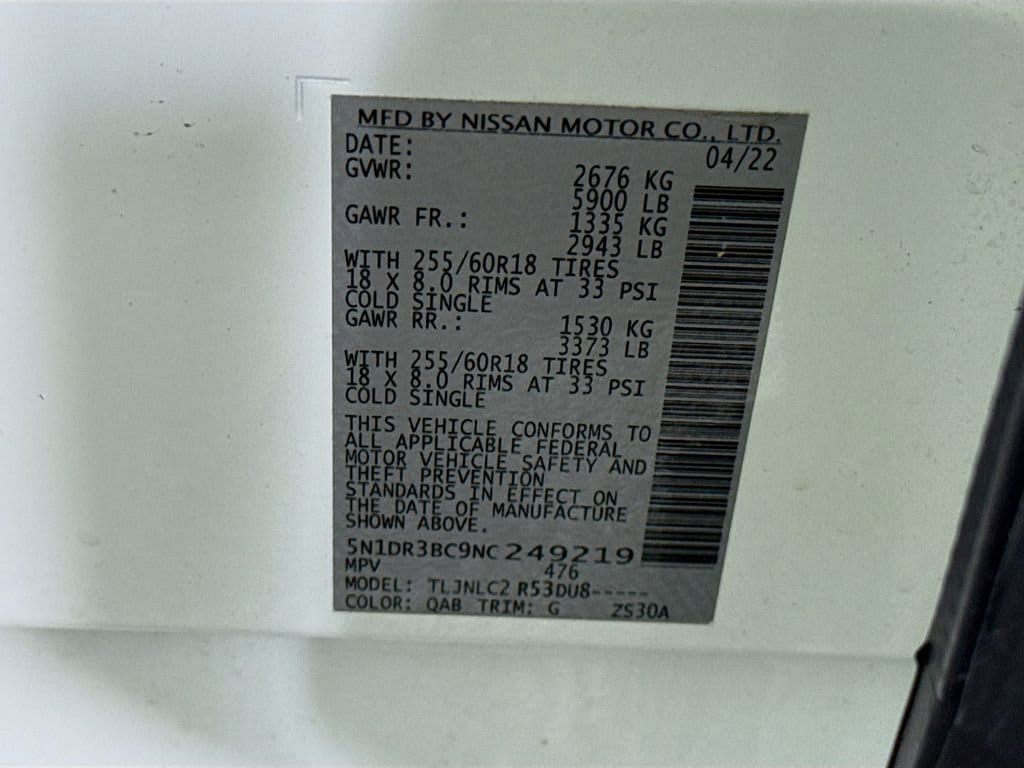 MFD BY NISSAN MOTOR CO., LTD.
DATE: 04/22
GVWR: 2676 KG
5900 LB
GAWR FR.: 1335 KG
2943 LB
WITH 255/60R18 TIRES
18 X 8.0 RIMS AT 33 PSI
COLD SINGLE
GAWR RR.: 1530 KG
3373 LB
WITH 255/60R18 TIRES
18 X 8.0 RIMS AT 33 PSI
COLD SINGLE
THIS VEHICLE CONFORMS TO
ALL APPLICABLE FEDERAL
MOTOR VEHICLE SAFETY AND
THEFT PREVENTION
STANDARDS IN EFFECT ON
THE DATE OF MANUFACTURE
SHOWN ABOVE.
5N1DR3BC9NC249219
MPV 476
MODEL: TLJNLC2 R53DU8-----
COLOR: QAB TRIM: G ZS30A